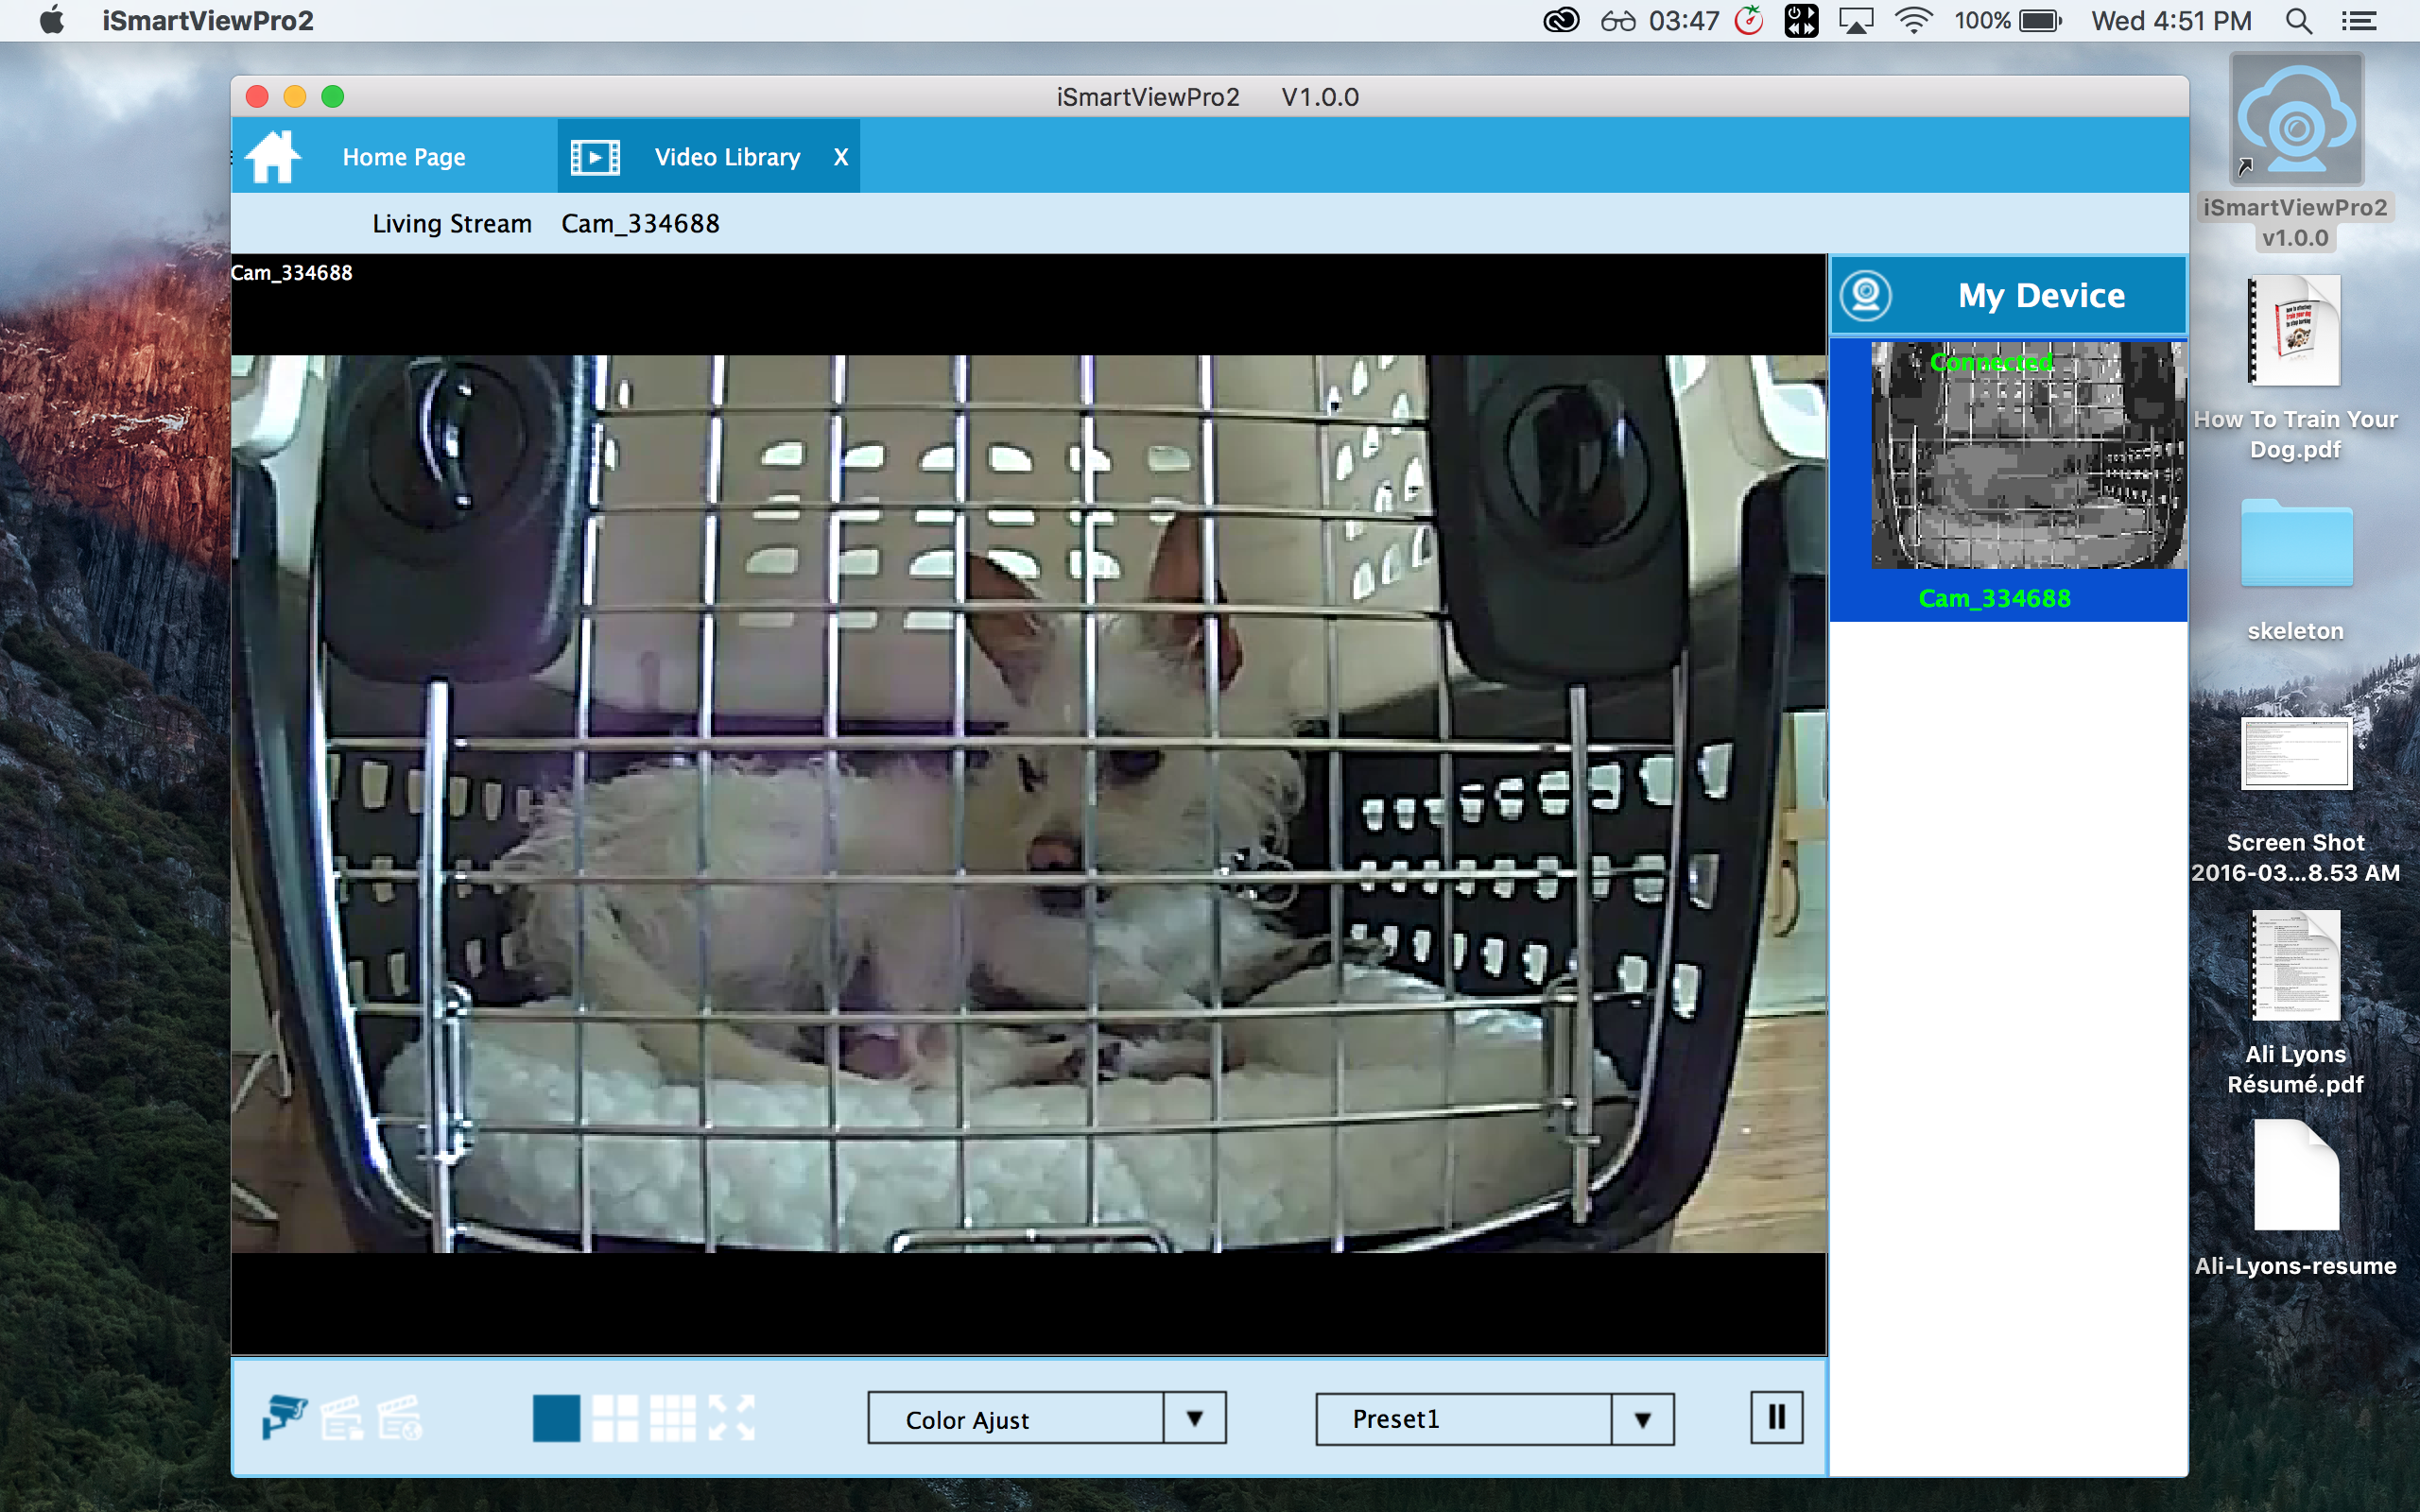 iSmartViewPro2
03:47
100%
Wed 4:51 PM
iSmartViewPro2 V1.0.0
Home Page
Video Library X
Living Stream Cam_334688
Cam_334688
My Device
Connected
Cam_334688
Color Ajust
Preset1
iSmartViewPro2
v1.0.0
How To Train Your
Dog.pdf
skeleton
Screen Shot
2016-03...8.53 AM
Ali Lyons
Résumé.pdf
Ali-Lyons-resume